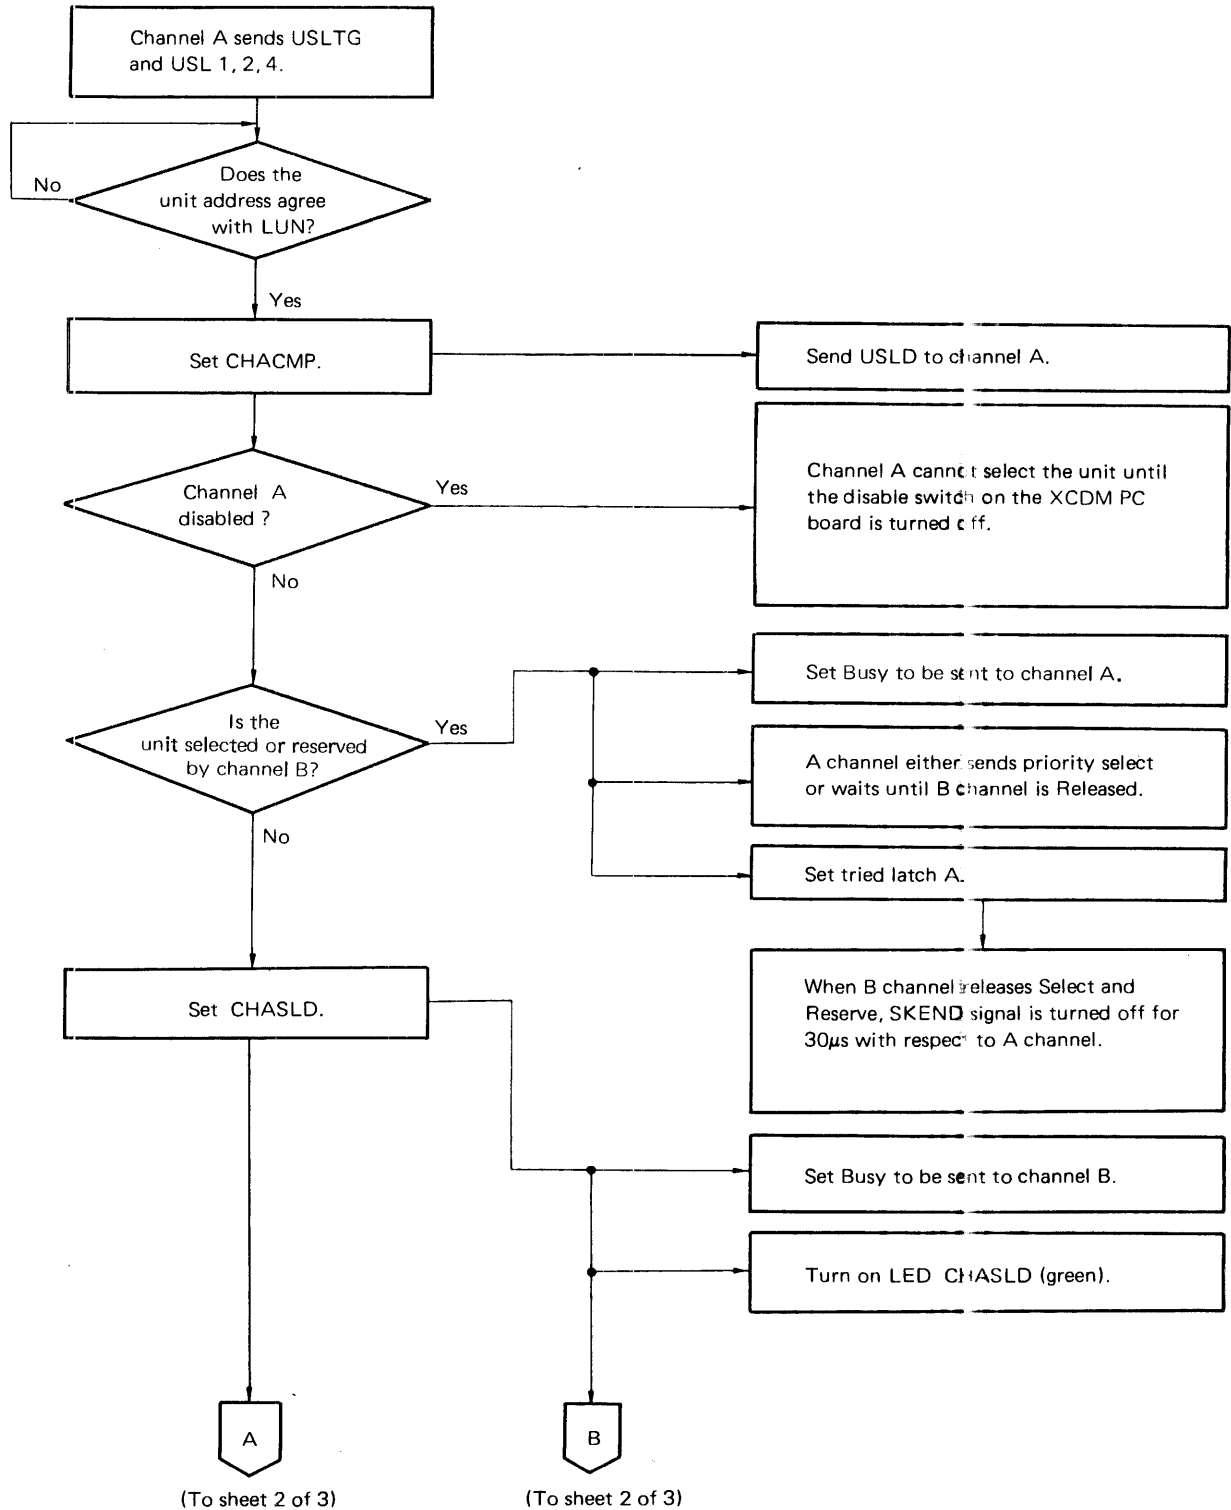 Channel A sends USLTG
and USL 1, 2, 4.
Does the
unit address agree
with LUN?
No
Yes
Set CHACMP.
Send USLD to channel A.
Channel A
disabled ?
Yes
Channel A cannot select the unit until
the disable switch on the XCDM PC
board is turned off.
No
Is the
unit selected or reserved
by channel B?
Yes
Set Busy to be sent to channel A.
A channel either sends priority select
or waits until B channel is Released.
Set tried latch A.
When B channel releases Select and
Reserve, SKEND signal is turned off for
30μs with respect to A channel.
No
Set CHASLD.
Set Busy to be sent to channel B.
Turn on LED CHASLD (green).
A
(To sheet 2 of 3)
B
(To sheet 2 of 3)